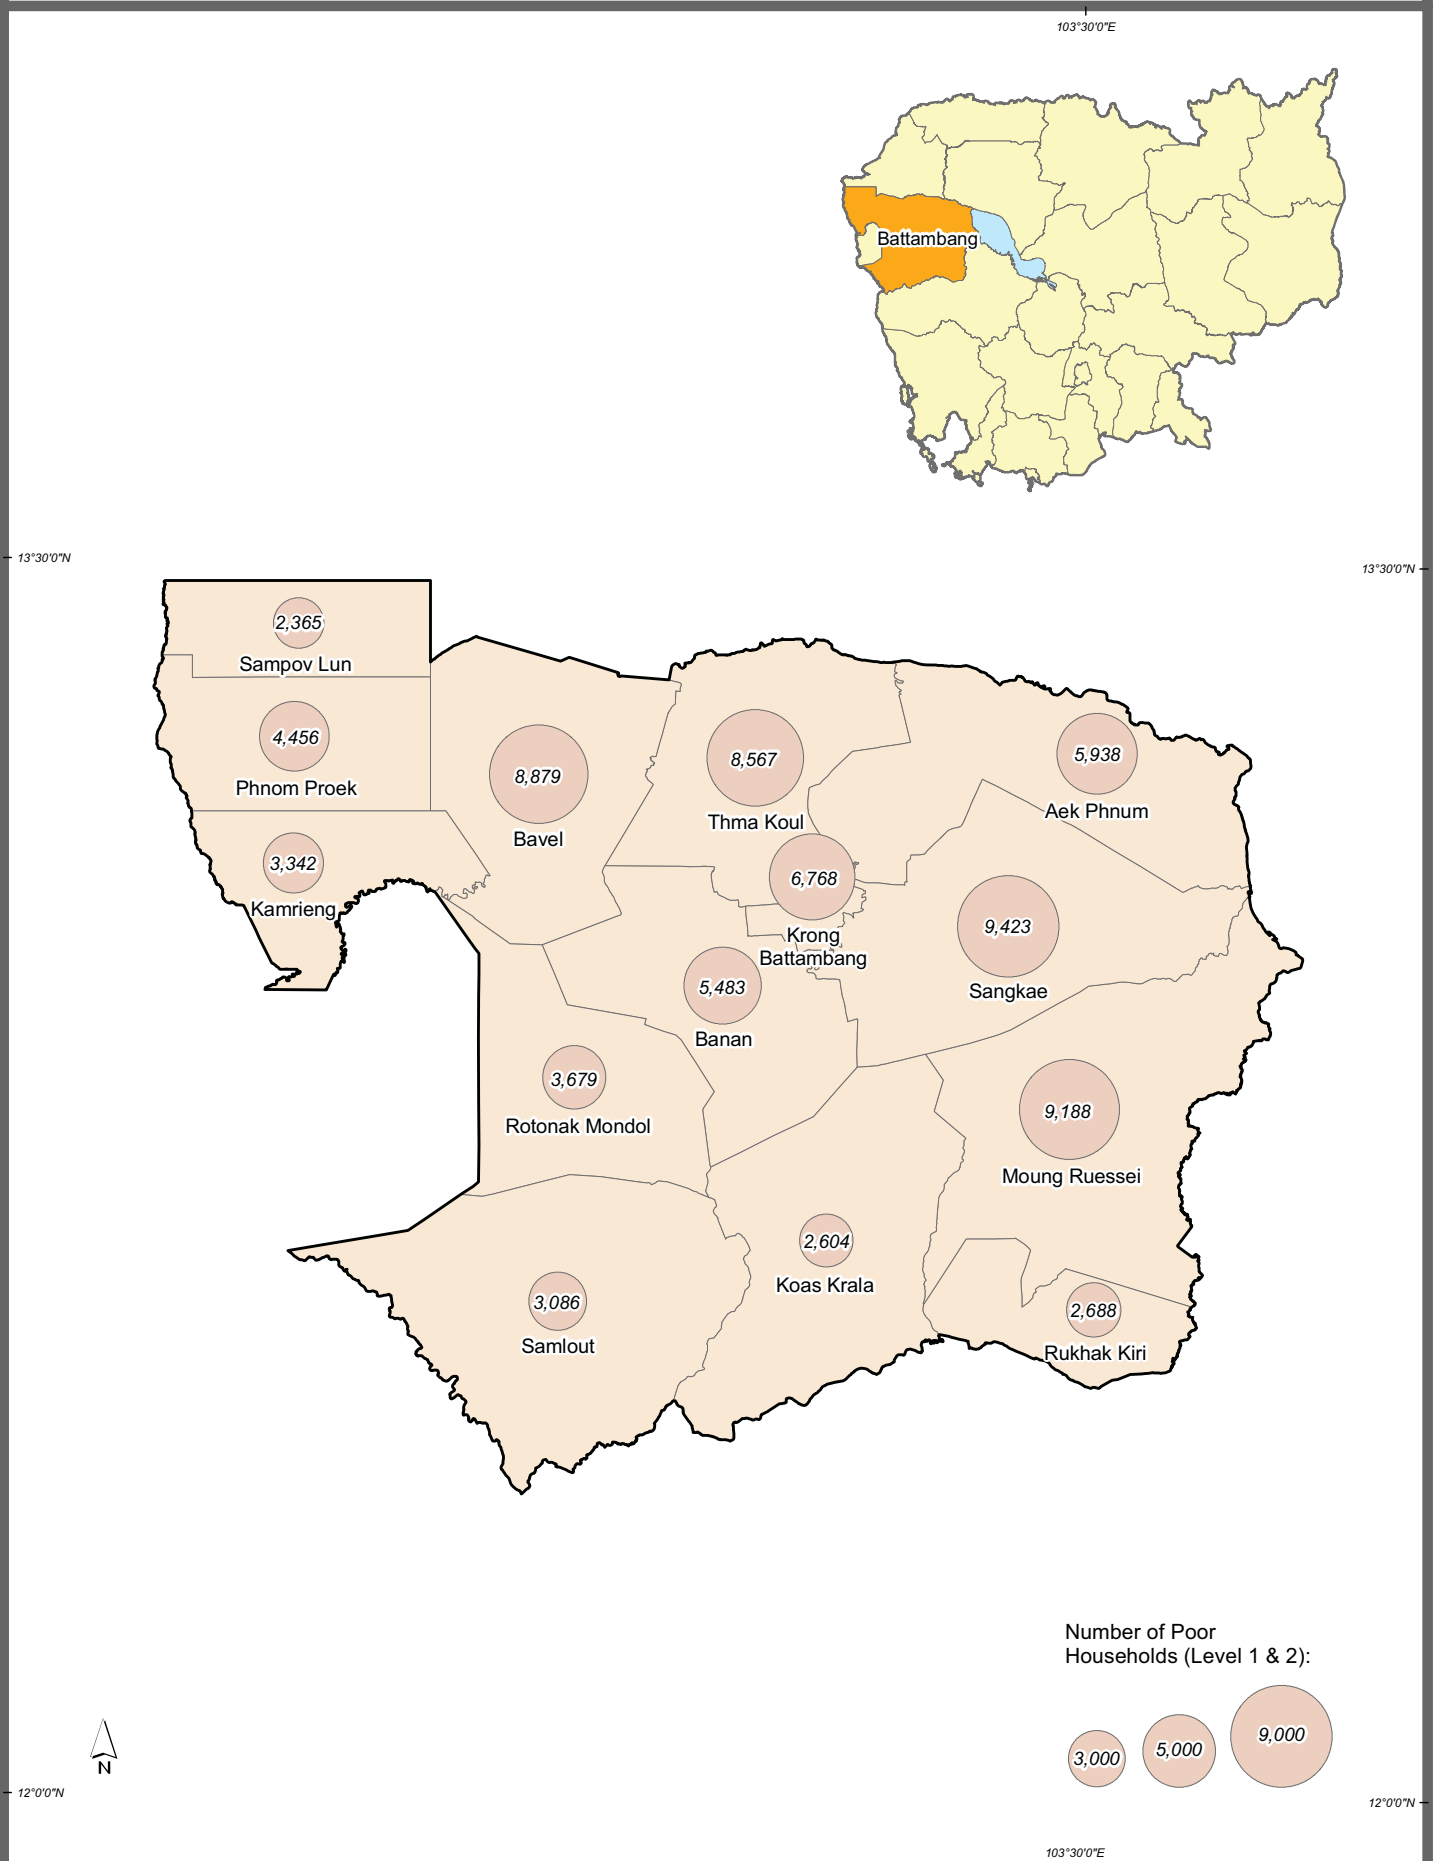 103°30'0"E
Battambang
13°30'0"N
13°30'0"N
2,365
Sampov Lun
4,456
Phnom Proek
8,879
Bavel
8,567
Thma Koul
5,938
Aek Phnum
3,342
Kamrieng
6,768
Krong
Battambang
9,423
Sangkae
5,483
Banan
3,679
Rotonak Mondol
9,188
Moung Ruessei
2,604
Koas Krala
3,086
Samlout
2,688
Rukhak Kiri
Number of Poor
Households (Level 1 & 2):
3,000
5,000
9,000
N
12°0'0"N
12°0'0"N
103°30'0"E